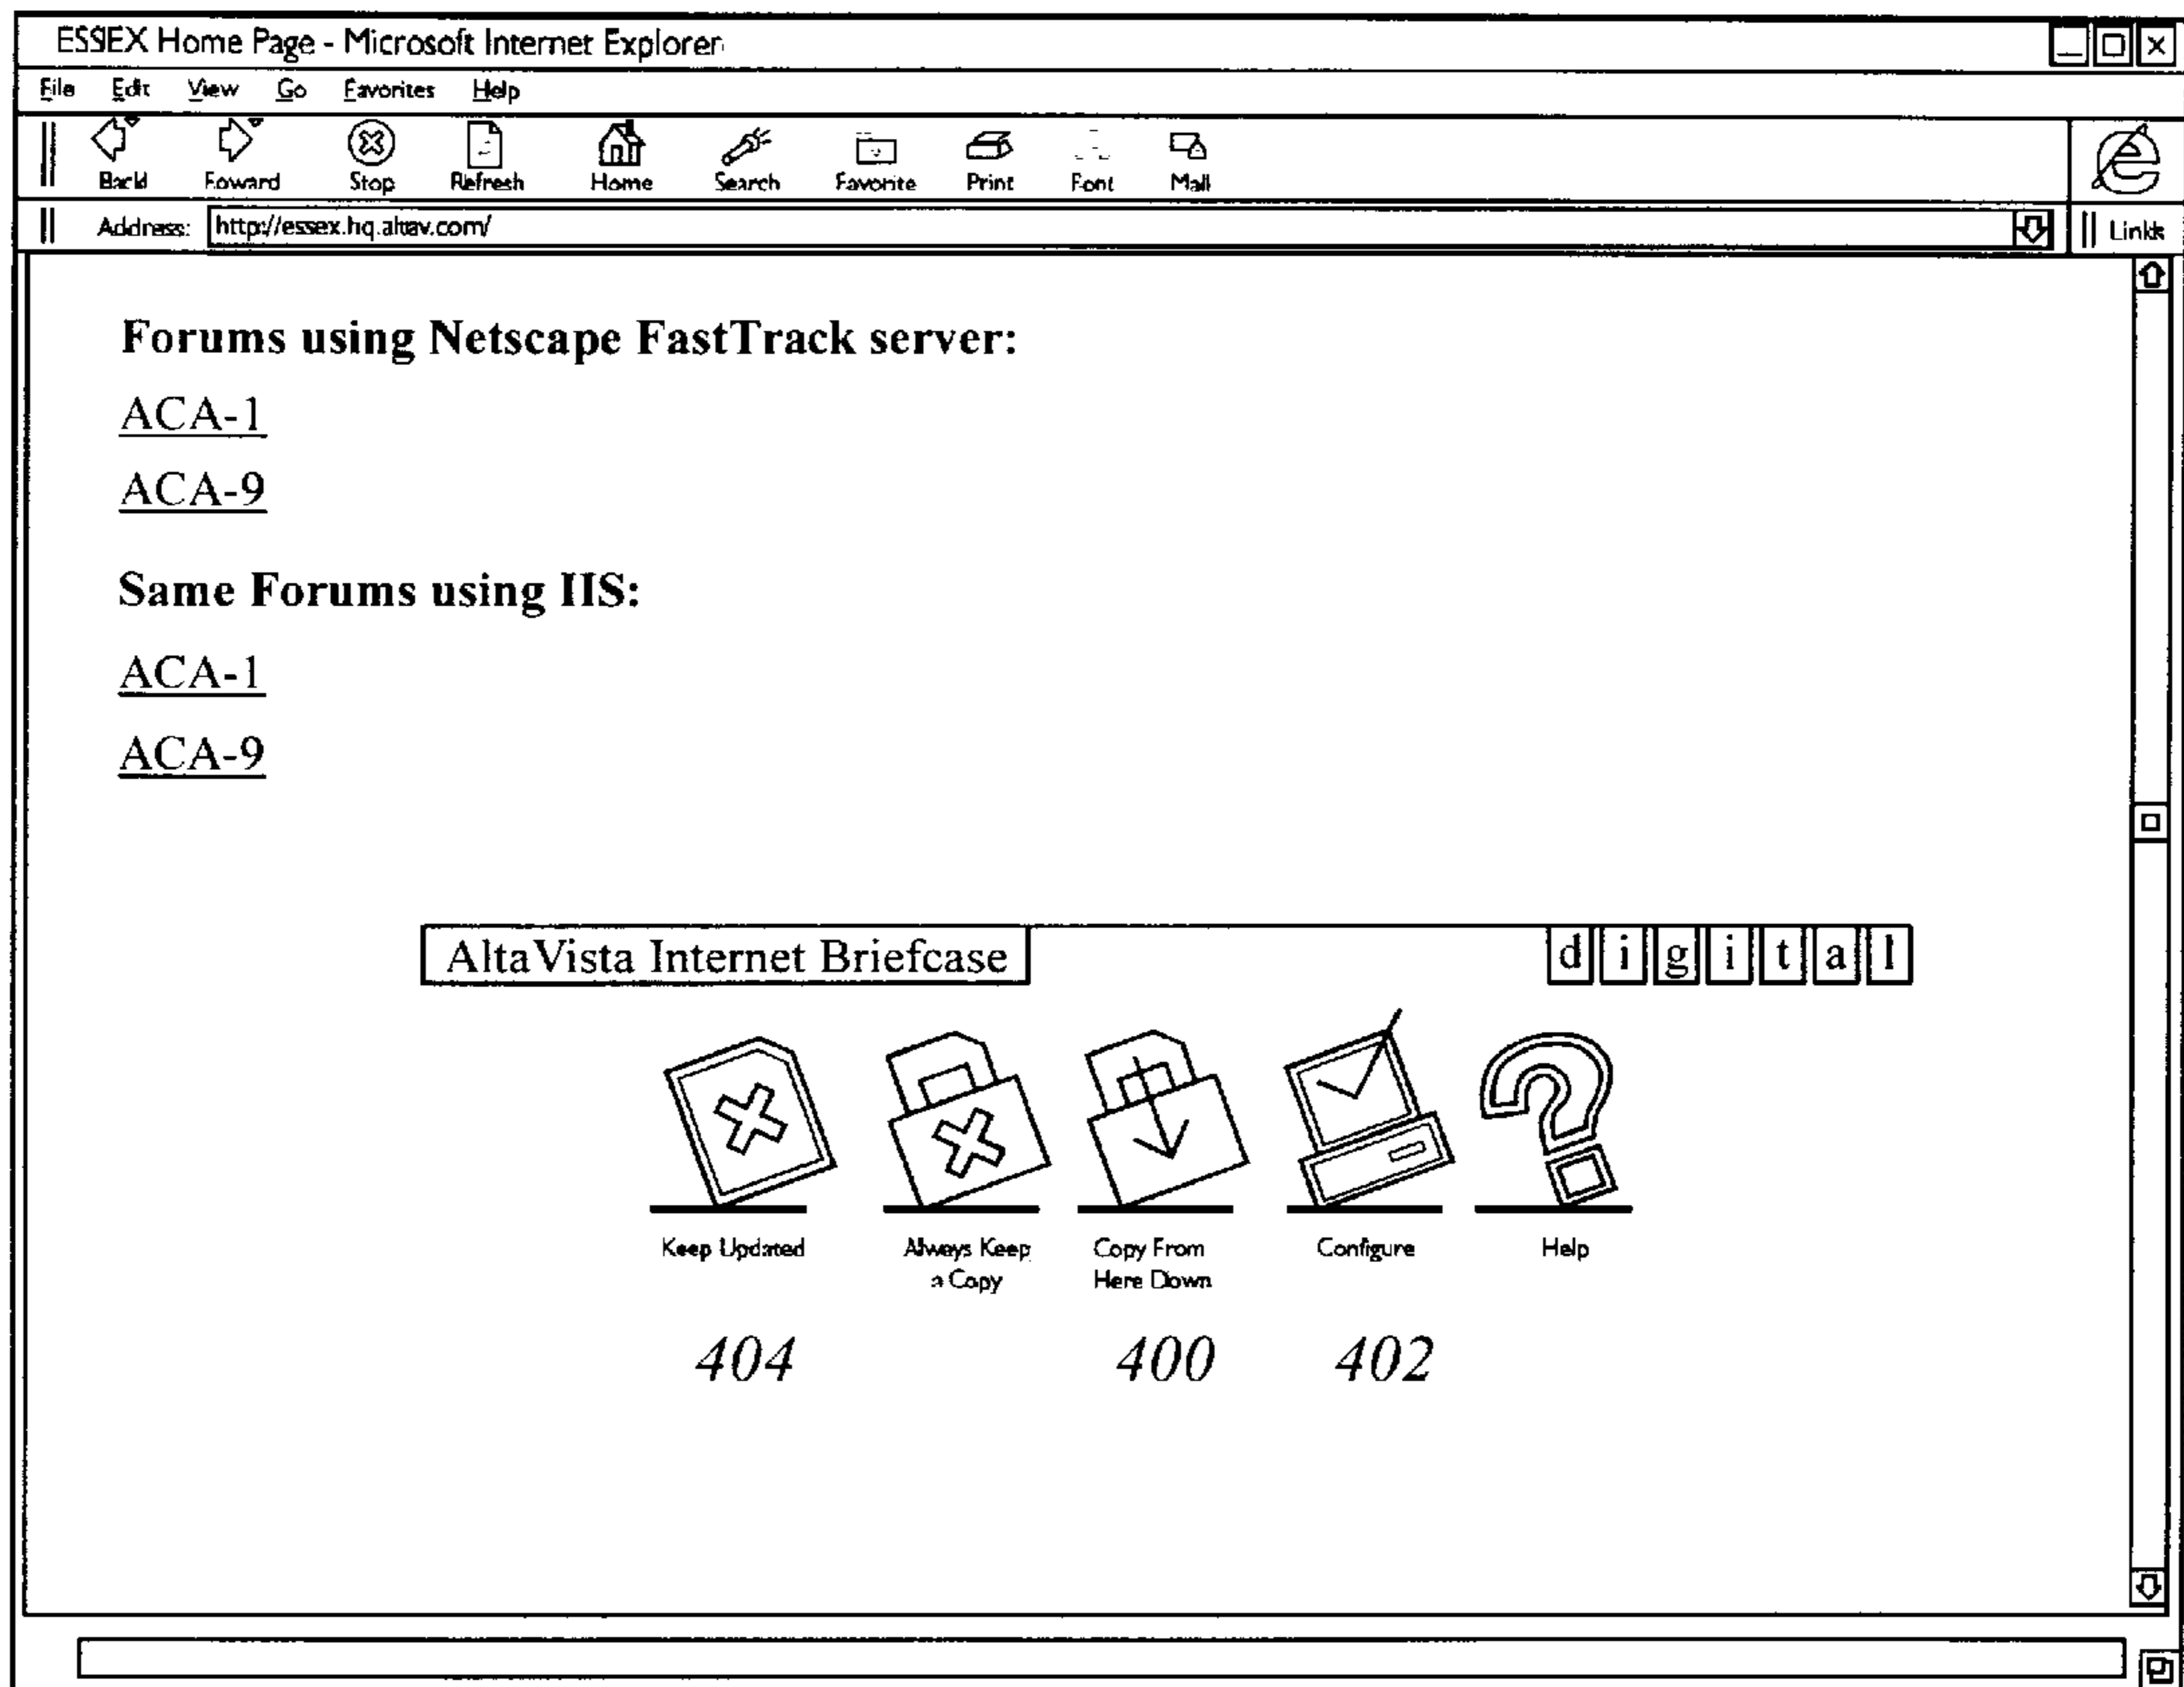 ESSEX Home Page - Microsoft Internet Explorer
File Edit View Go Favorites Help
Back Foward Stop Refresh Home Search Favorite Print Font Mail
Address: http://essex.hq.altav.com/ Links
Forums using Netscape FastTrack server:
ACA-1
ACA-9
Same Forums using IIS:
ACA-1
ACA-9
AltaVista Internet Briefcase digital
Keep Updated Always Keep Copy From Configure Help
a Copy Here Down
404 400 402